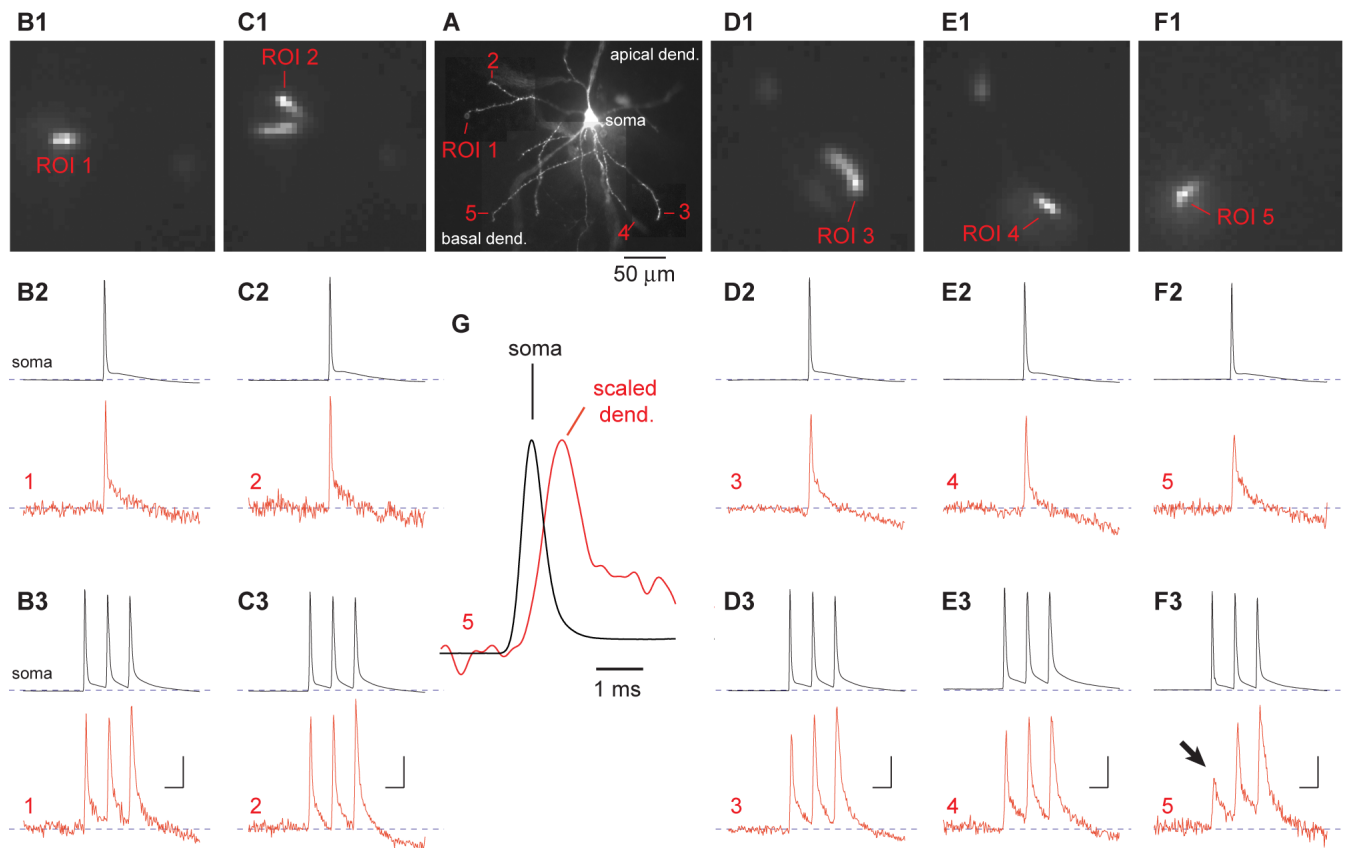 B1
C1
A
D1
E1
F1
ROI 1
ROI 2
2
apical dend.
soma
ROI 1
5
4
3
basal dend.
50 μm
ROI 3
ROI 4
ROI 5
B2
C2
D2
E2
F2
soma
1
2
3
4
5
G
soma
scaled
dend.
5
1 ms
B3
C3
D3
E3
F3
soma
1
2
3
4
5